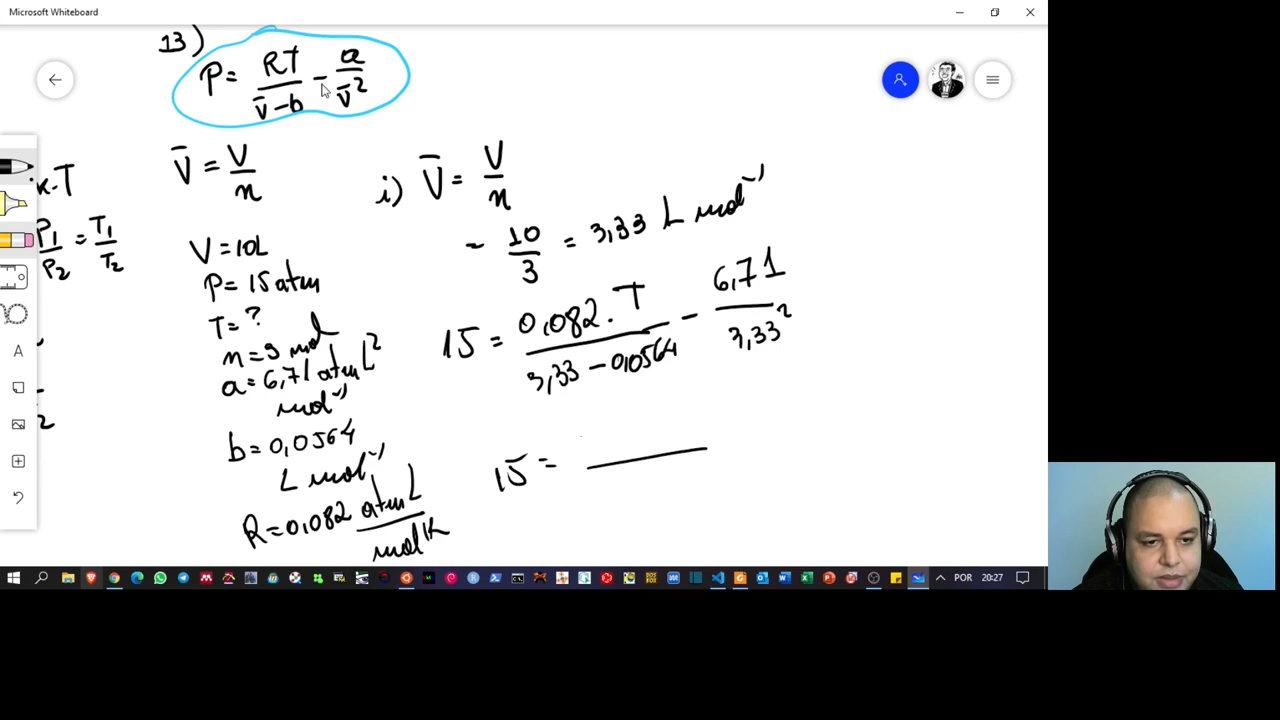 Microsoft Whiteboard
13)
P = RT / (V̄ - b) - a / V̄²
V̄ = V / n
V = 10L
P = 15 atm
T = ?
n = 3 mol
a = 6,71 atm L²
mol⁻¹
b = 0,0564
L mol⁻¹
R = 0,082 atm L / mol K
k.T
P₁ / P₂ = T₁ / T₂
2
i) V̄ = V / n
= 10 / 3 = 3,33 L mol⁻¹
15 = 0,082 . T / (3,33 - 0,0564) - 6,71 / 3,33²
15 =
A
POR 20:27